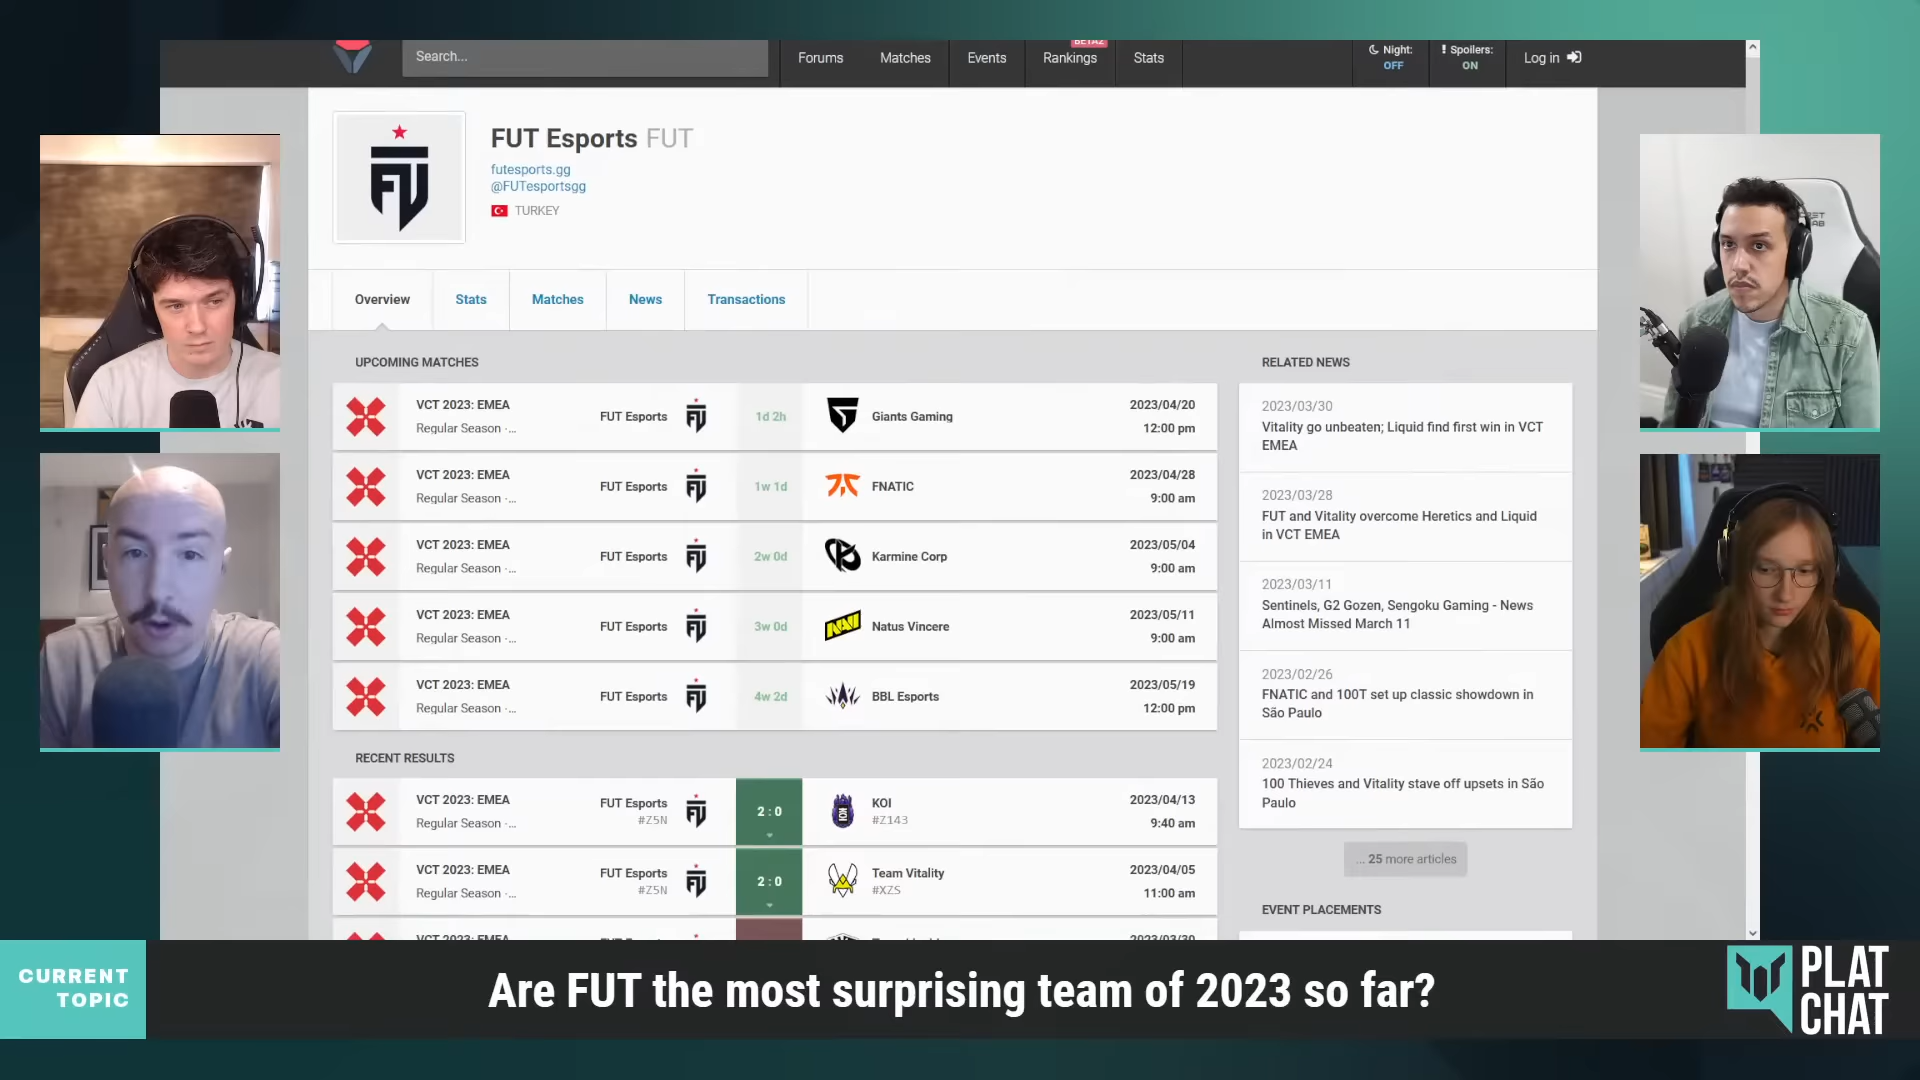 Search...
Forums
Matches
Events
BETA2
Rankings
Stats
Night:
OFF
! Spoilers:
ON
Log in
FUT Esports FUT
futesports.gg
@FUTesportsgg
TURKEY
FUT
Overview
Stats
Matches
News
Transactions
UPCOMING MATCHES
VCT 2023: EMEA
Regular Season ·...
FUT Esports
1d 2h
Giants Gaming
2023/04/20
12:00 pm
VCT 2023: EMEA
Regular Season ·...
FUT Esports
1w 1d
FNATIC
2023/04/28
9:00 am
VCT 2023: EMEA
Regular Season ·...
FUT Esports
2w 0d
Karmine Corp
2023/05/04
9:00 am
VCT 2023: EMEA
Regular Season ·...
FUT Esports
3w 0d
NAVI
Natus Vincere
2023/05/11
9:00 am
VCT 2023: EMEA
Regular Season ·...
FUT Esports
4w 2d
BBL Esports
2023/05/19
12:00 pm
RECENT RESULTS
VCT 2023: EMEA
Regular Season ·...
FUT Esports
#Z5N
2 : 0
KOI
KOI
#Z143
2023/04/13
9:40 am
VCT 2023: EMEA
Regular Season ·...
FUT Esports
#Z5N
2 : 0
Team Vitality
#XZS
2023/04/05
11:00 am
VCT 2023: EMEA
2023/03/30
RELATED NEWS
2023/03/30
Vitality go unbeaten; Liquid find first win in VCT
EMEA
2023/03/28
FUT and Vitality overcome Heretics and Liquid
in VCT EMEA
2023/03/11
Sentinels, G2 Gozen, Sengoku Gaming - News
Almost Missed March 11
2023/02/26
FNATIC and 100T set up classic showdown in
São Paulo
2023/02/24
100 Thieves and Vitality stave off upsets in São
Paulo
... 25 more articles
EVENT PLACEMENTS
CURRENT
TOPIC
Are FUT the most surprising team of 2023 so far?
PLAT
CHAT